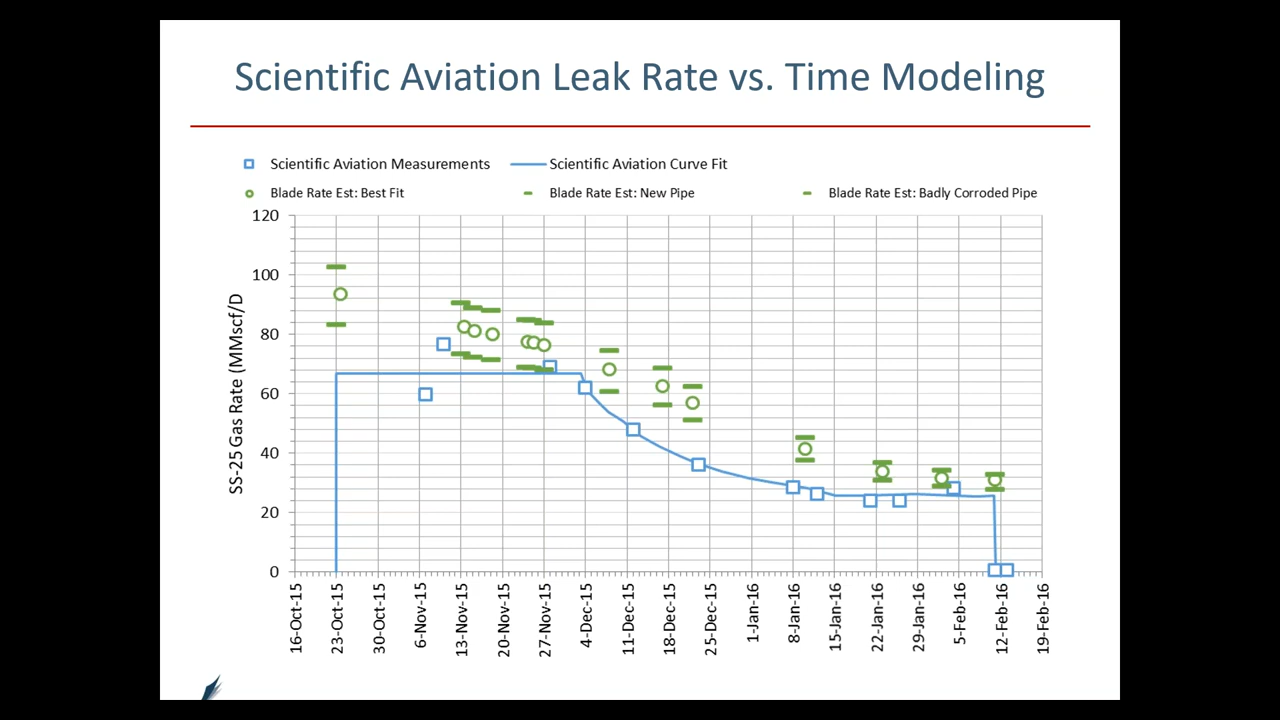 Scientific Aviation Leak Rate vs. Time Modeling
Scientific Aviation Measurements
Scientific Aviation Curve Fit
Blade Rate Est: Best Fit
Blade Rate Est: New Pipe
Blade Rate Est: Badly Corroded Pipe
SS-25 Gas Rate (MMscf/D
120
100
80
60
40
20
0
16-Oct-15
23-Oct-15
30-Oct-15
6-Nov-15
13-Nov-15
20-Nov-15
27-Nov-15
4-Dec-15
11-Dec-15
18-Dec-15
25-Dec-15
1-Jan-16
8-Jan-16
15-Jan-16
22-Jan-16
29-Jan-16
5-Feb-16
12-Feb-16
19-Feb-16